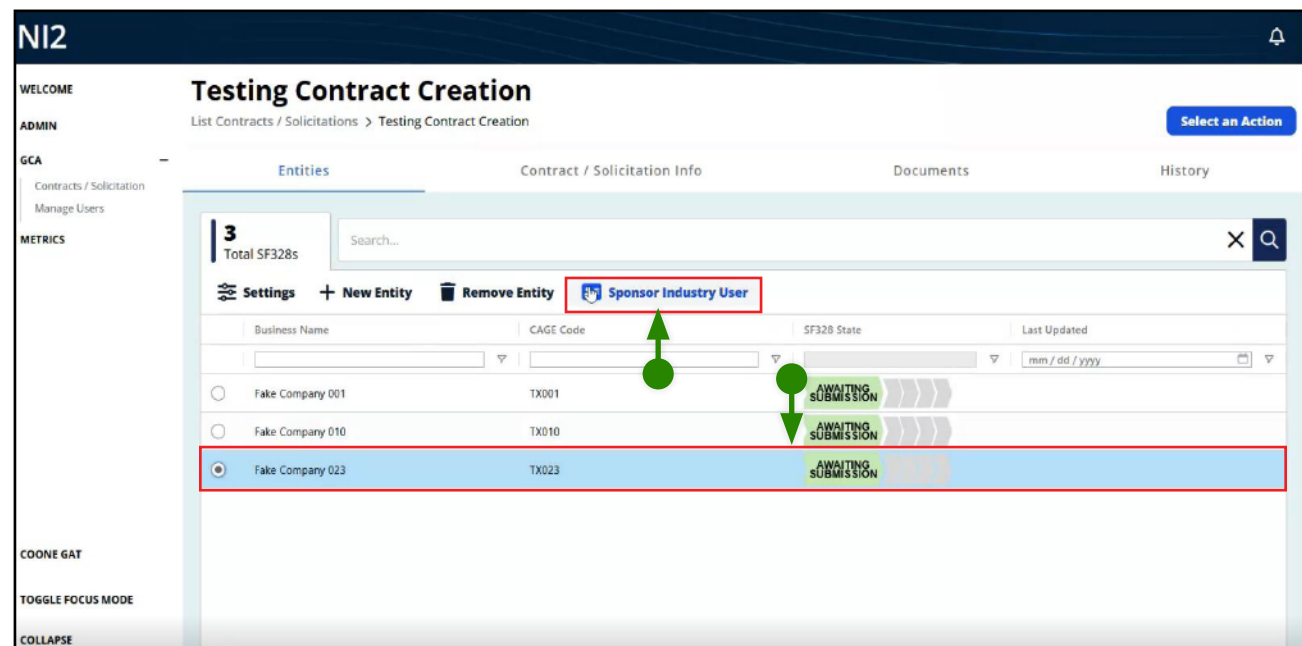 NI2
WELCOME
ADMIN
GCA
Contracts / Solicitation
Manage Users
METRICS
COONE GAT
TOGGLE FOCUS MODE
COLLAPSE
Testing Contract Creation
List Contracts / Solicitations > Testing Contract Creation
Select an Action
Entities Contract / Solicitation Info Documents History
3
Total SF328s
Search...
Settings + New Entity Remove Entity Sponsor Industry User
Business Name CAGE Code SF328 State Last Updated
mm / dd / yyyy
Fake Company 001 TX001 AWAITING
SUBMISSION
Fake Company 010 TX010 AWAITING
SUBMISSION
Fake Company 023 TX023 AWAITING
SUBMISSION